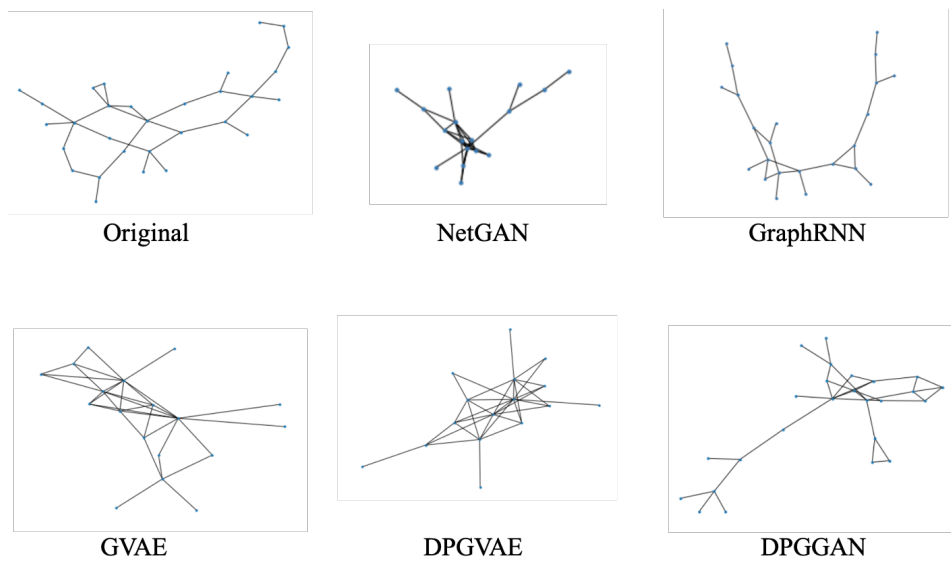 Original
NetGAN
GraphRNN
GVAE
DPGVAE
DPGGAN